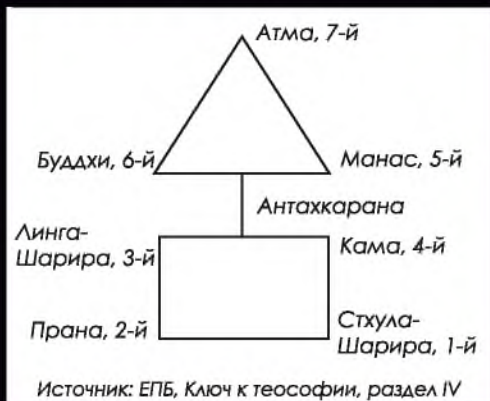 Атма, 7-й
Буддхи, 6-й
Манас, 5-й
Антахкарана
Линга-
Шарира, 3-й
Кама, 4-й
Прана, 2-й
Стхула-
Шарира, 1-й
Источник: ЕПБ, Ключ к теософии, раздел IV